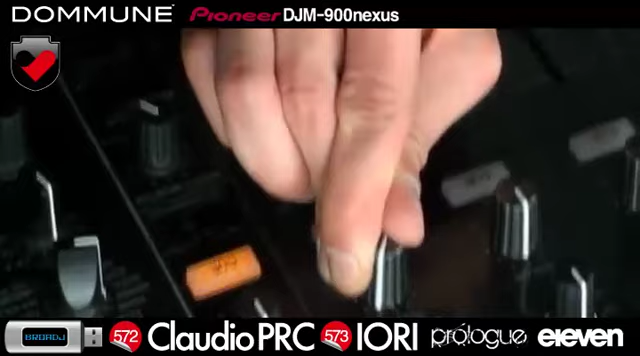 DOMMUNE Pioneer DJM-900nexus
BROADJ 572 Claudio PRC 573 IORI prologue eleven